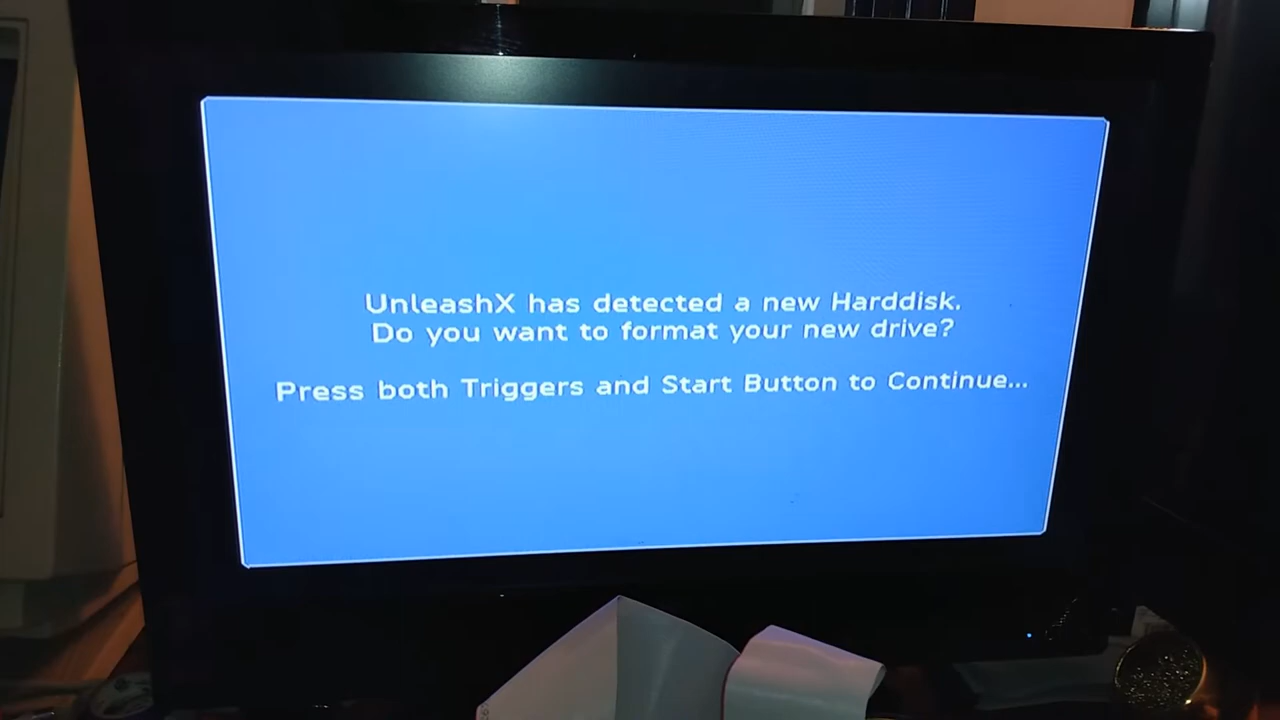 UnleashX has detected a new Harddisk.
Do you want to format your new drive?
Press both Triggers and Start Button to Continue...